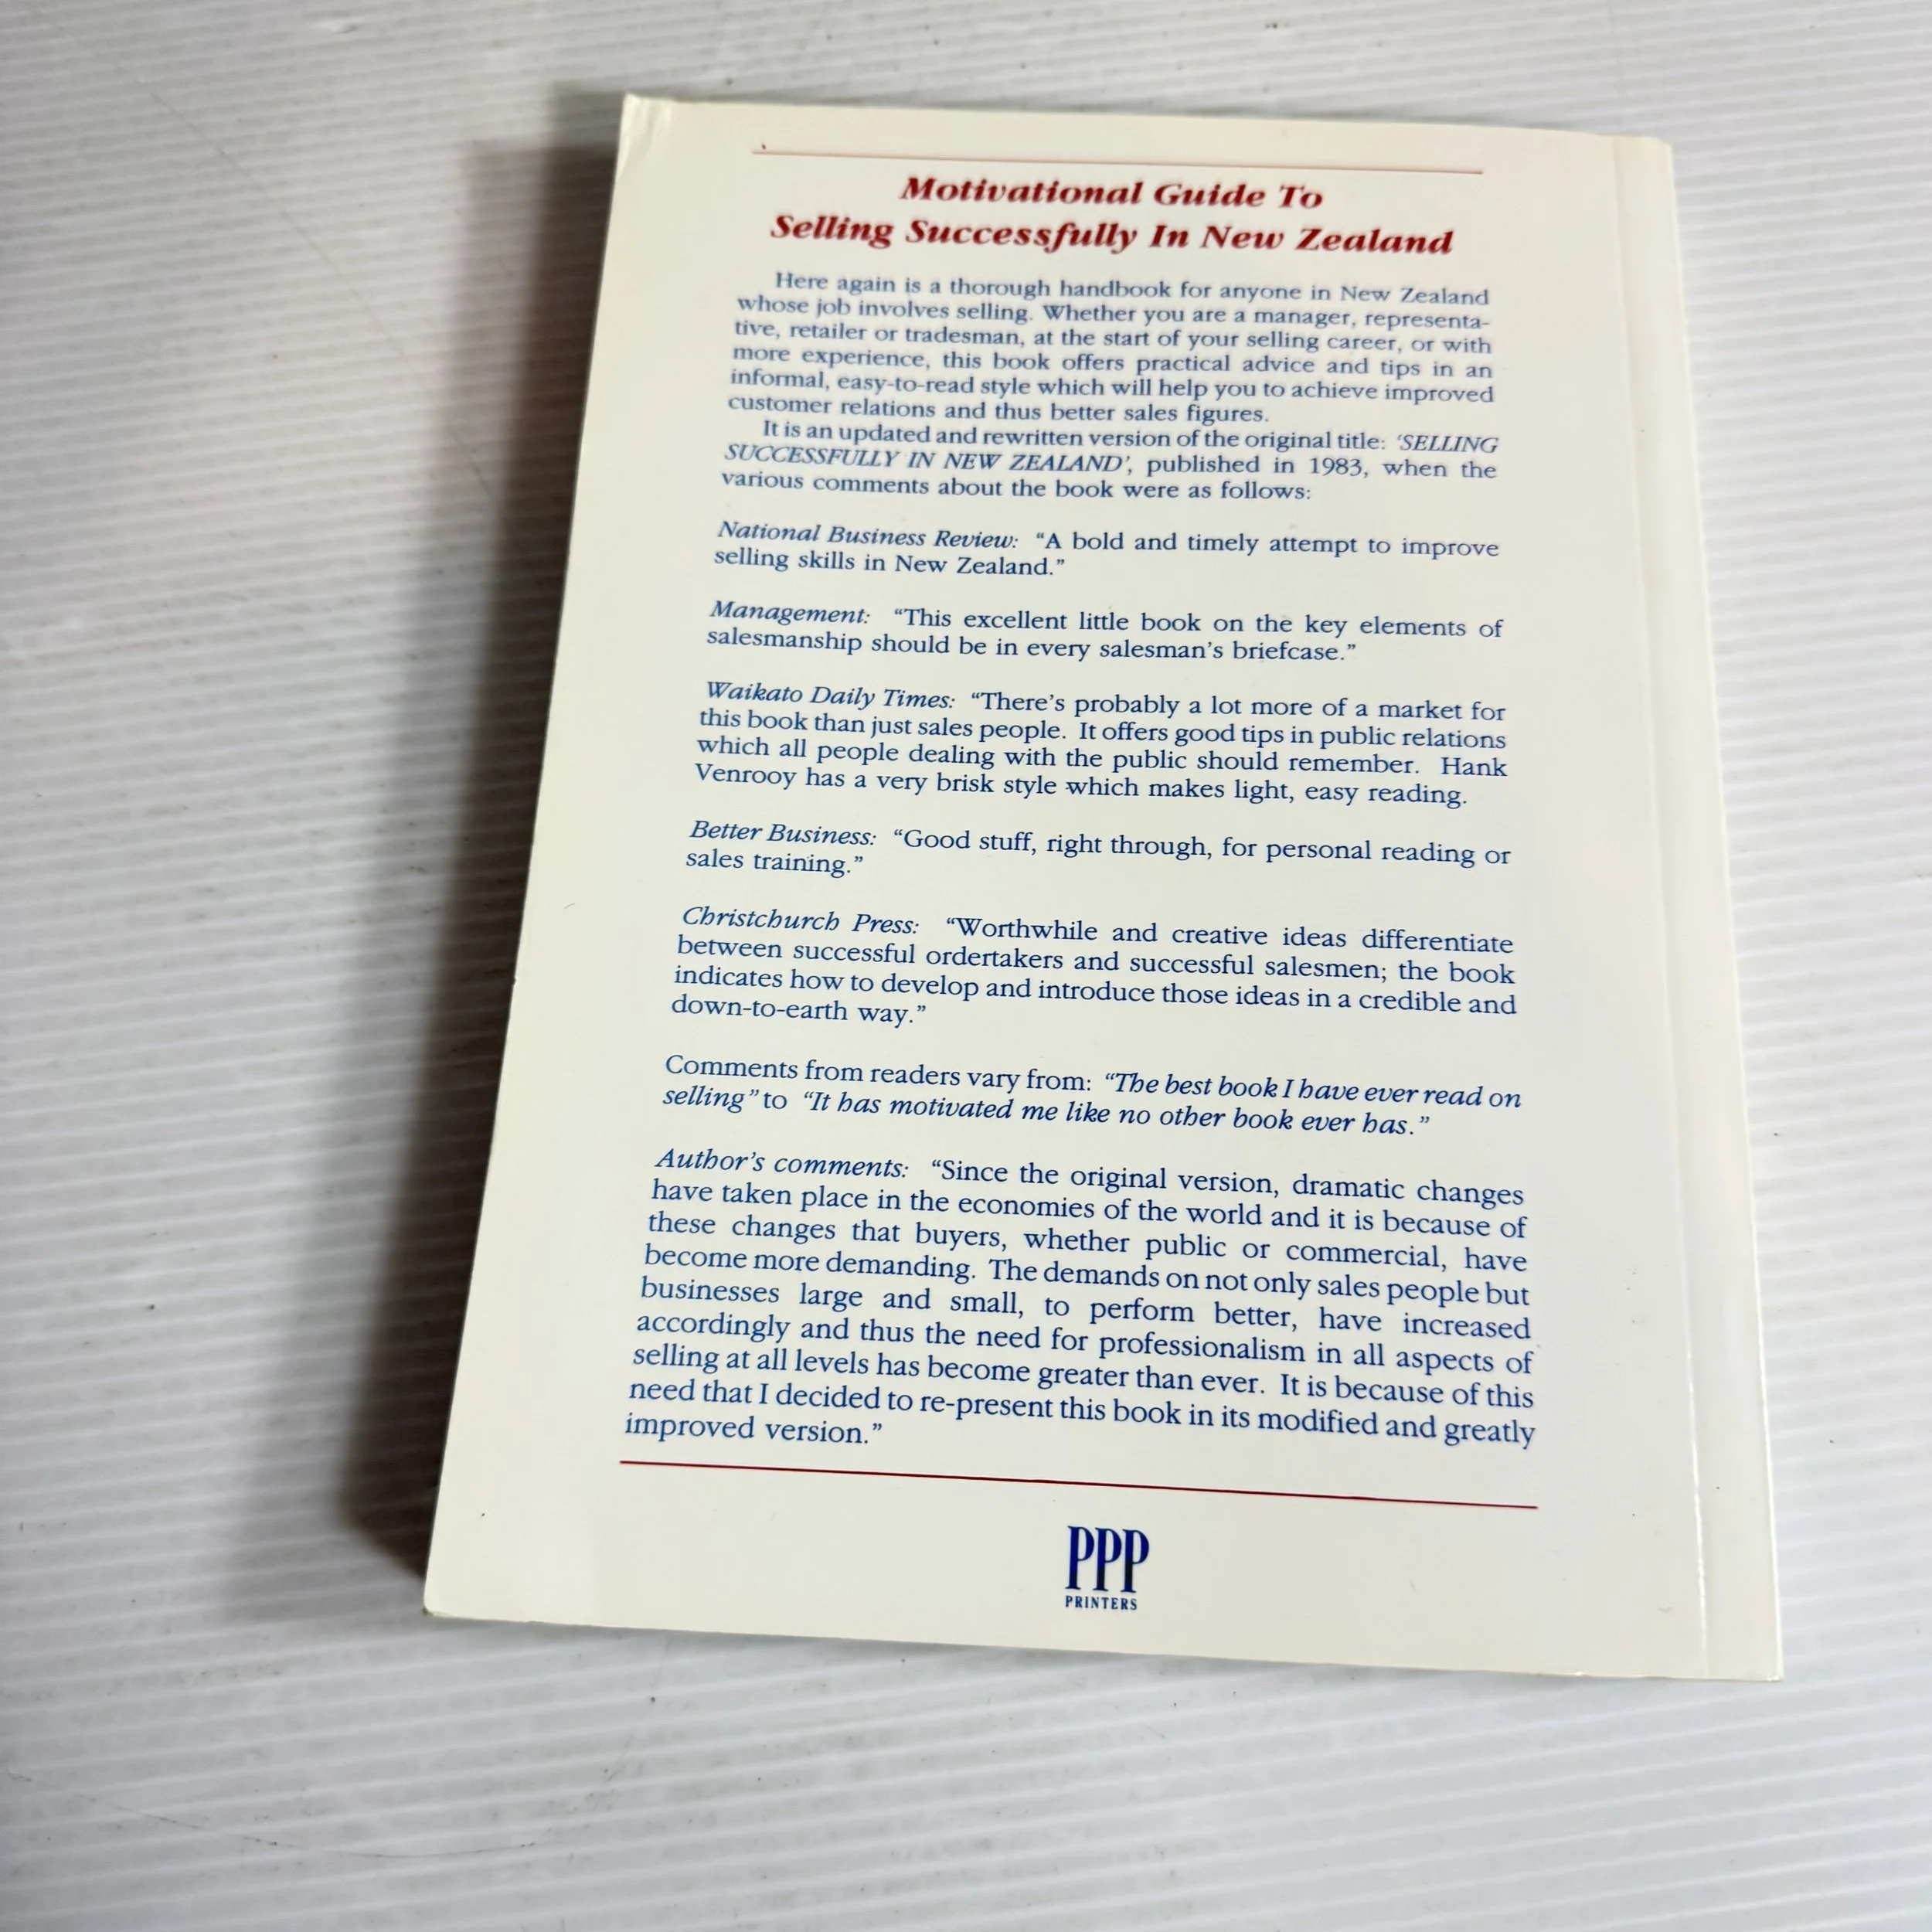 Motivational Guide To
Selling Successfully In New Zealand
Here again is a thorough handbook for anyone in New Zealand
whose job involves selling. Whether you are a manager, representa-
tive, retailer or tradesman, at the start of your selling career, or with
more experience, this book offers practical advice and tips in an
informal, easy-to-read style which will help you to achieve improved
customer relations and thus better sales figures.
It is an updated and rewritten version of the original title: ‘SELLING
SUCCESSFULLY IN NEW ZEALAND’, published in 1983, when the
various comments about the book were as follows:
National Business Review: “A bold and timely attempt to improve
selling skills in New Zealand.”
Management: “This excellent little book on the key elements of
salesmanship should be in every salesman’s briefcase.”
Waikato Daily Times: “There’s probably a lot more of a market for
this book than just sales people. It offers good tips in public relations
which all people dealing with the public should remember. Hank
Venrooy has a very brisk style which makes light, easy reading.
Better Business: “Good stuff, right through, for personal reading or
sales training.”
Christchurch Press: “Worthwhile and creative ideas differentiate
between successful ordertakers and successful salesmen; the book
indicates how to develop and introduce those ideas in a credible and
down-to-earth way.”
Comments from readers vary from: “The best book I have ever read on
selling” to “It has motivated me like no other book ever has.”
Author’s comments: “Since the original version, dramatic changes
have taken place in the economies of the world and it is because of
these changes that buyers, whether public or commercial, have
become more demanding. The demands on not only sales people but
businesses large and small, to perform better, have increased
accordingly and thus the need for professionalism in all aspects of
selling at all levels has become greater than ever. It is because of this
need that I decided to re-present this book in its modified and greatly
improved version.”
PPP
PRINTERS